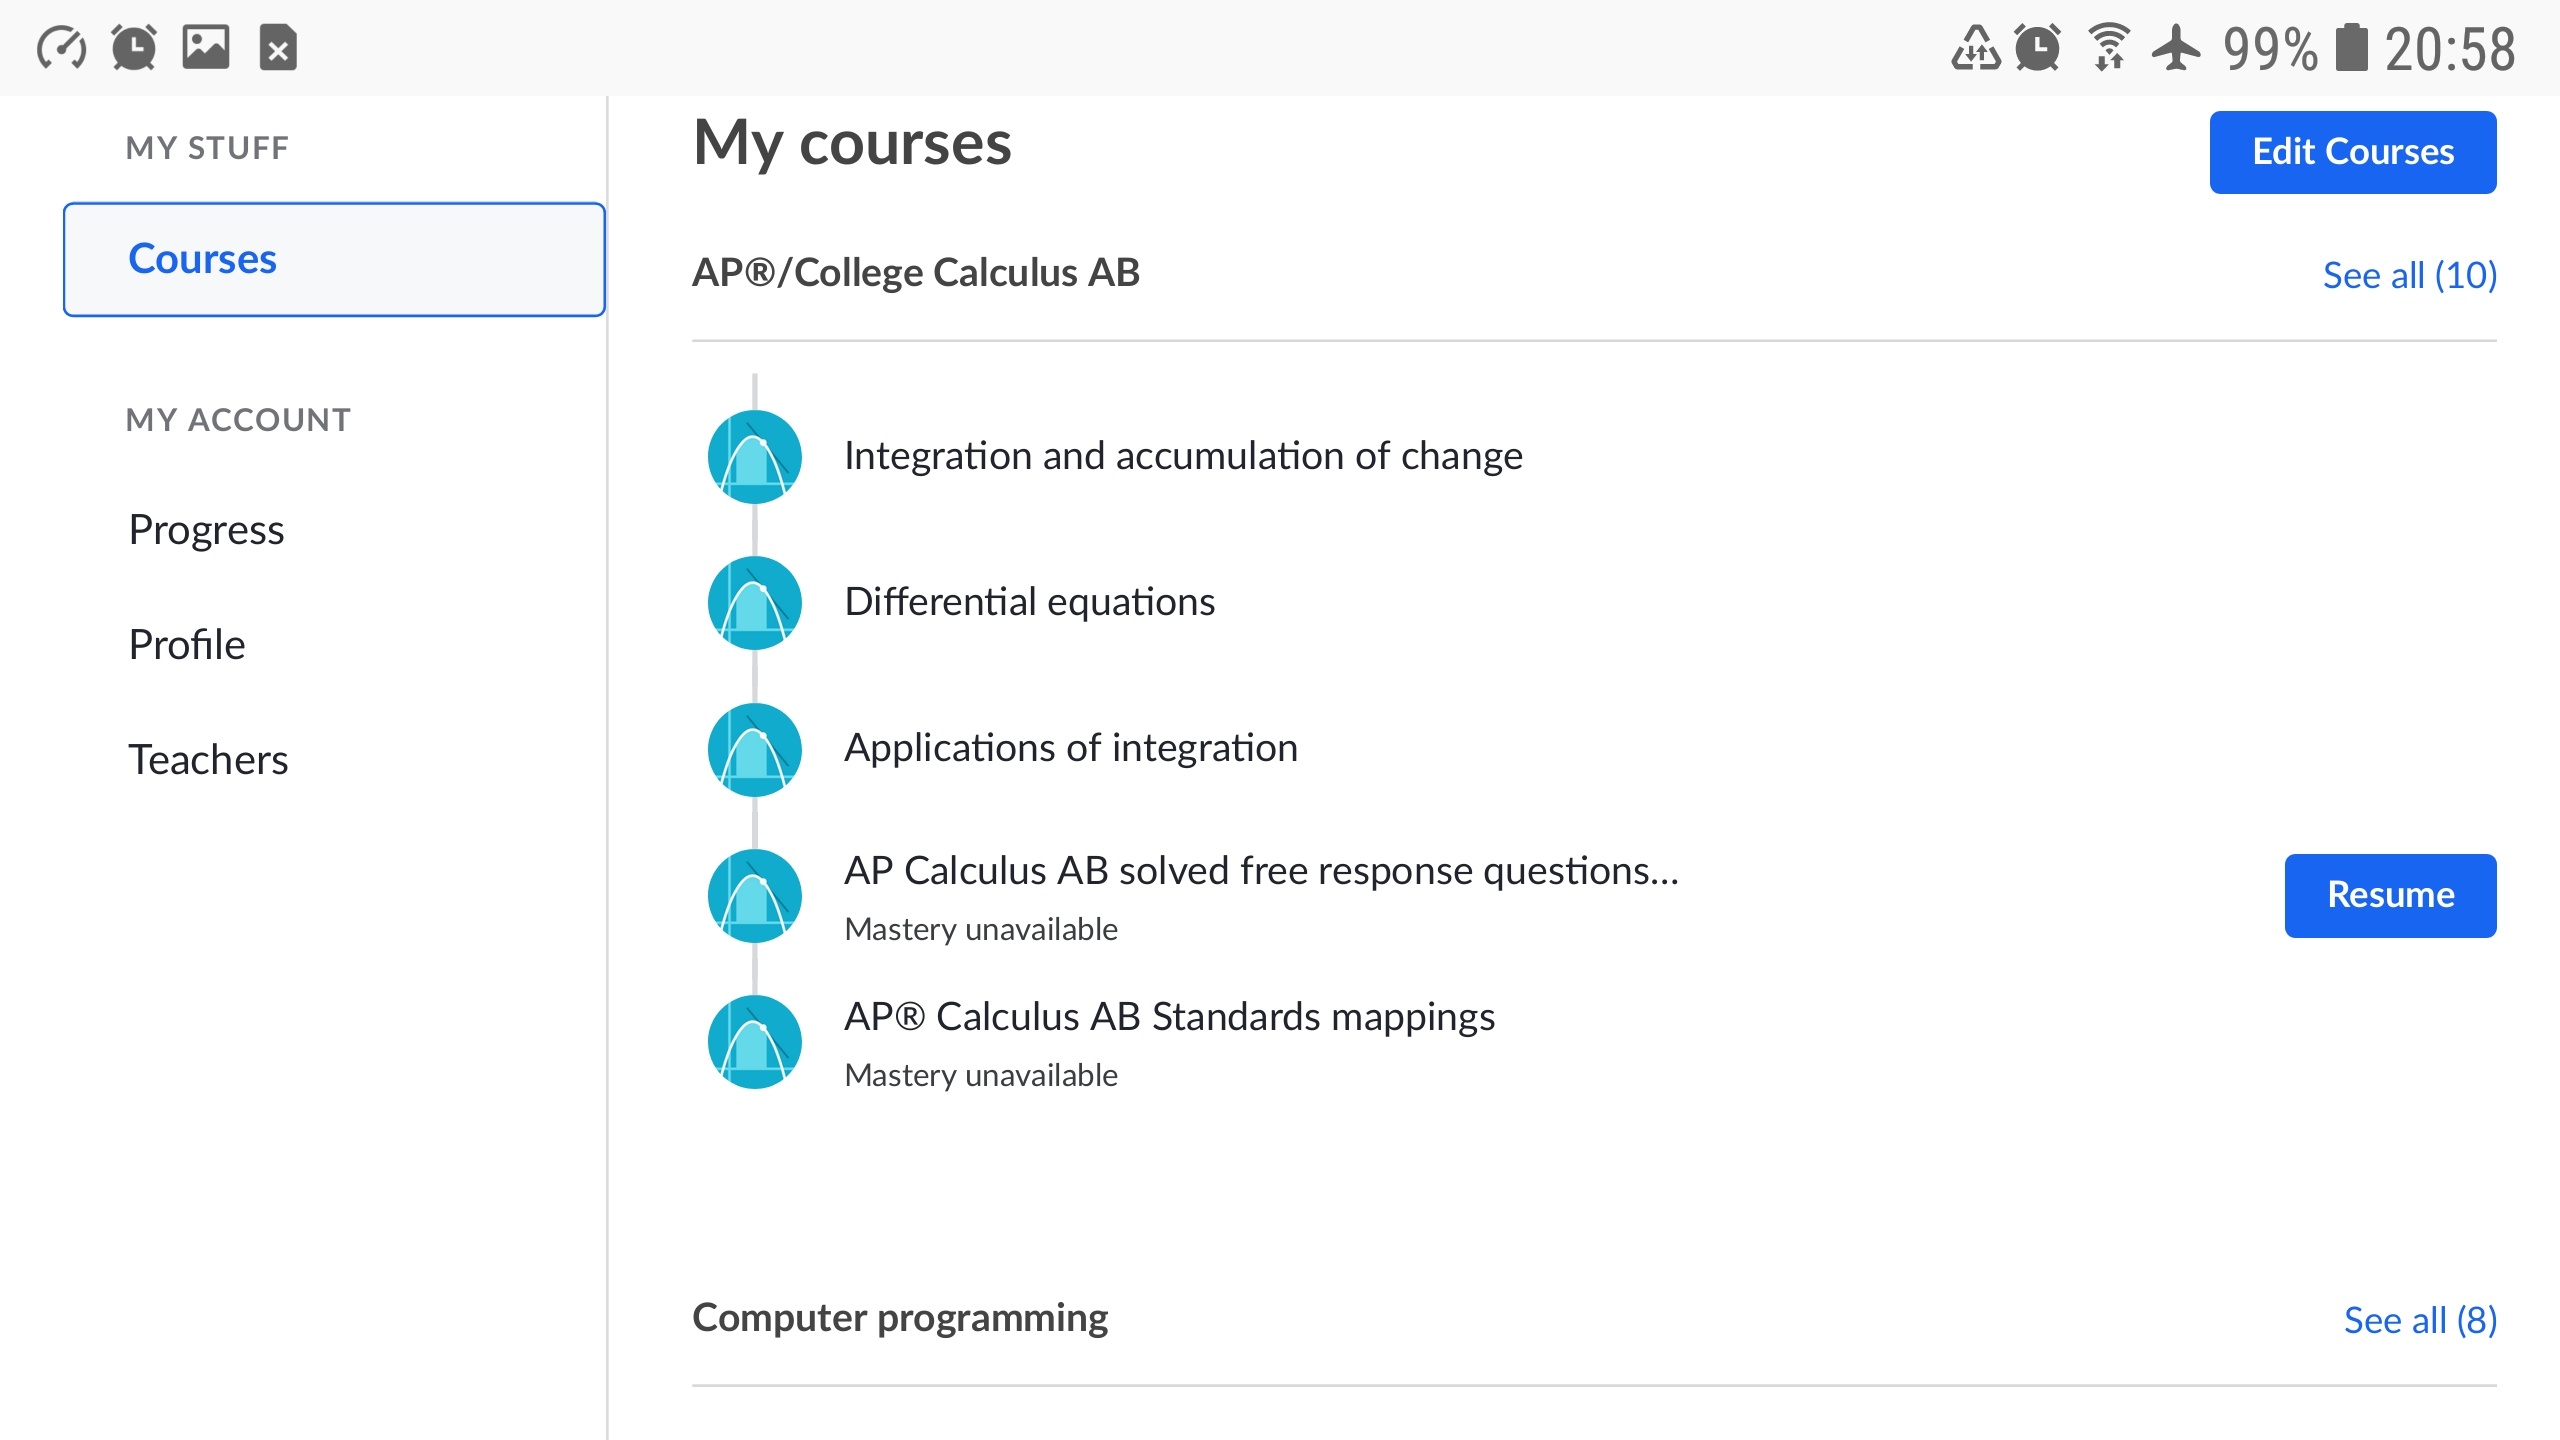 99% 20:58
MY STUFF
Courses
MY ACCOUNT
Progress
Profile
Teachers
My courses
Edit Courses
AP®/College Calculus AB
See all (10)
Integration and accumulation of change
Differential equations
Applications of integration
AP Calculus AB solved free response questions...
Mastery unavailable
Resume
AP® Calculus AB Standards mappings
Mastery unavailable
Computer programming
See all (8)